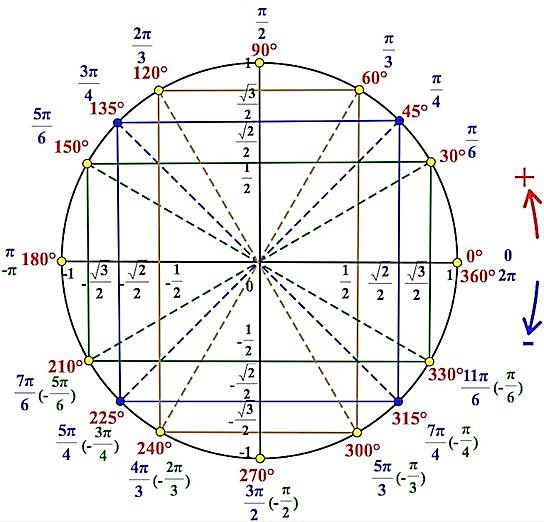 π/2
90°
2π/3
120°
π/3
60°
3π/4
135°
π/4
45°
5π/6
150°
π/6
30°
1
√3/2
√2/2
1/2
+
π
-π
180°
-1
-√3/2
-√2/2
-1/2
0
1/2
√2/2
√3/2
1
0°
360°
0
2π
-
-1/2
-√2/2
-√3/2
-1
210°
7π/6 (-5π/6)
225°
5π/4 (-3π/4)
240°
4π/3 (-2π/3)
270°
3π/2 (-π/2)
300°
5π/3 (-π/3)
315°
7π/4 (-π/4)
330°
11π/6 (-π/6)